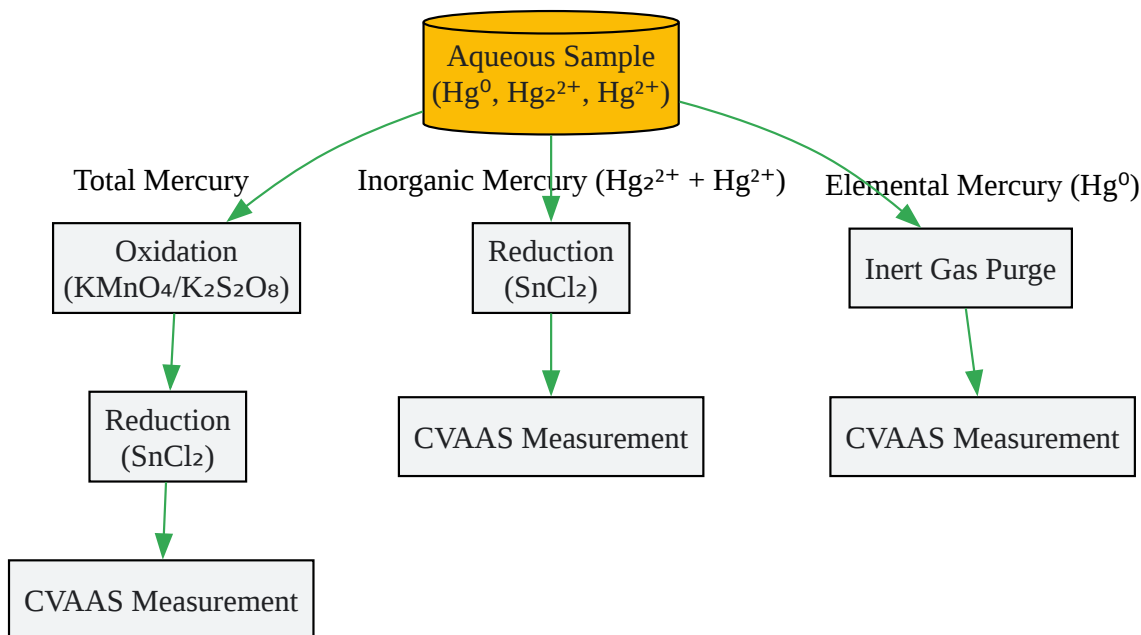 Aqueous Sample
(Hg⁰, Hg₂²⁺, Hg²⁺)
Total Mercury
Inorganic Mercury (Hg₂²⁺ + Hg²⁺)
Elemental Mercury (Hg⁰)
Oxidation
(KMnO₄/K₂S₂O₈)
Reduction
(SnCl₂)
Inert Gas Purge
Reduction
(SnCl₂)
CVAAS Measurement
CVAAS Measurement
CVAAS Measurement